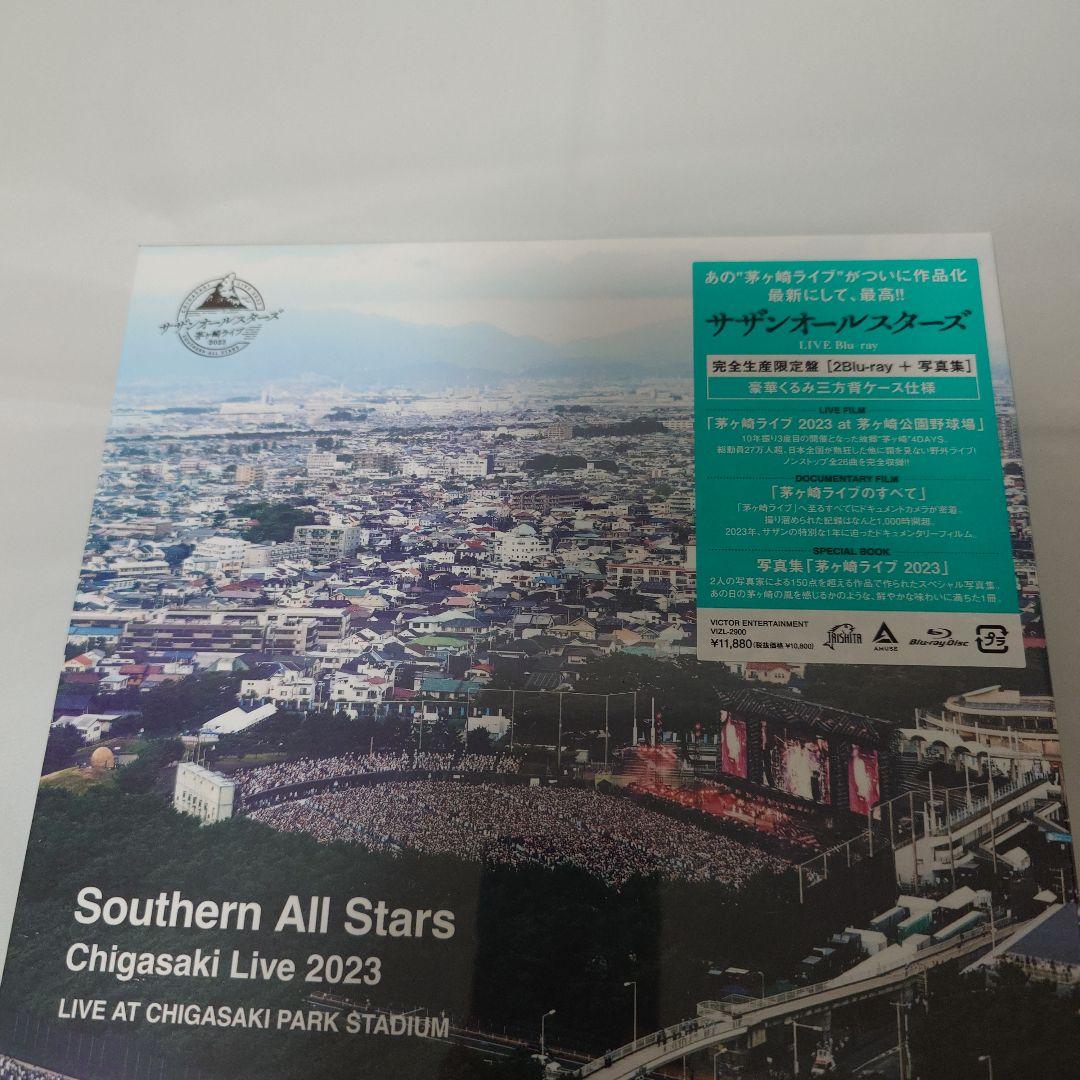 CHIGASAKI LIVE 2023
サザンオールスターズ
茅ヶ崎ライブ
2023
SOUTHERN ALL STARS
あの"茅ヶ崎ライブ"がついに作品化
最新にして、最高!!
サザンオールスターズ
LIVE Blu-ray
完全生産限定盤 [2Blu-ray + 写真集]
豪華くるみ三方背ケース仕様
LIVE FILM
「茅ヶ崎ライブ 2023 at 茅ヶ崎公園野球場」
10年振り3度目の開催となった故郷"茅ヶ崎"4DAYS。
総動員27万人超、日本全国が熱狂した他に類を見ない野外ライブ!
ノンストップ全26曲を完全収録!!
DOCUMENTARY FILM
「茅ヶ崎ライブのすべて」
「茅ヶ崎ライブ」へ至るすべてにドキュメントカメラが密着。
撮り溜められた記録はなんと1,000時間超。
2023年、サザンの特別な1年に迫ったドキュメンタリーフィルム。
SPECIAL BOOK
写真集「茅ヶ崎ライブ 2023」
2人の写真家による150点を超える作品で作られたスペシャル写真集。
あの日の茅ヶ崎の風を感じるかのような、鮮やかな味わいに満ちた1冊。
VICTOR ENTERTAINMENT
VIZL-2900
¥11,880(税抜価格 ¥10,800)
TAISHITA
AMUSE
Blu-ray Disc
プラ
Southern All Stars
Chigasaki Live 2023
LIVE AT CHIGASAKI PARK STADIUM